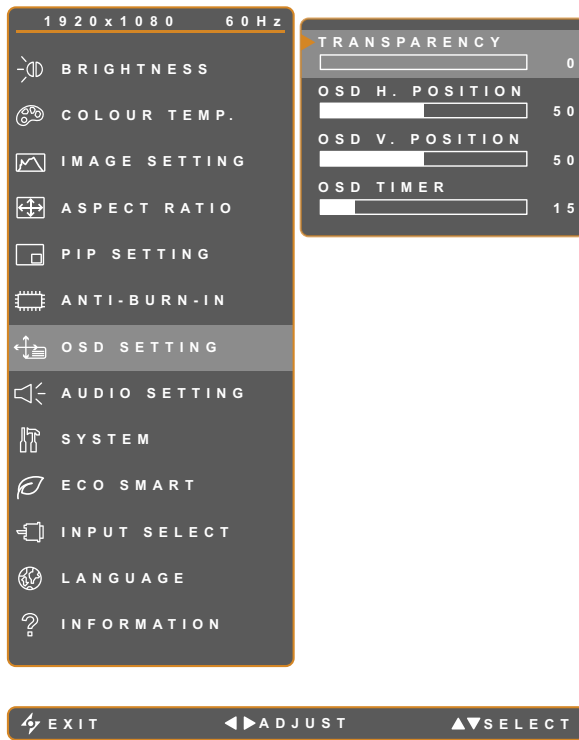 1920x1080 60Hz
BRIGHTNESS
COLOUR TEMP.
IMAGE SETTING
ASPECT RATIO
PIP SETTING
ANTI-BURN-IN
OSD SETTING
AUDIO SETTING
SYSTEM
ECO SMART
INPUT SELECT
LANGUAGE
INFORMATION
TRANSPARENCY
0
OSD H. POSITION
50
OSD V. POSITION
50
OSD TIMER
15
EXIT ADJUST SELECT